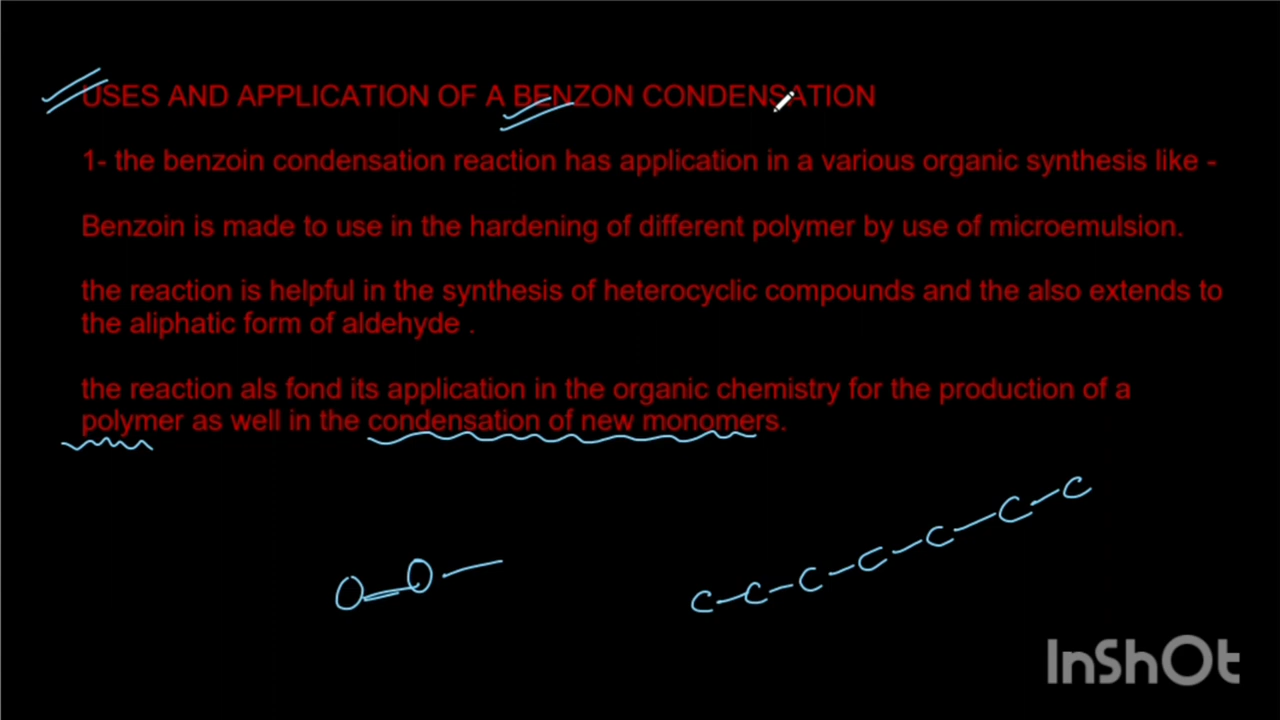 USES AND APPLICATION OF A BENZON CONDENSATION
1- the benzoin condensation reaction has application in a various organic synthesis like -
Benzoin is made to use in the hardening of different polymer by use of microemulsion.
the reaction is helpful in the synthesis of heterocyclic compounds and the also extends to
the aliphatic form of aldehyde .
the reaction als fond its application in the organic chemistry for the production of a
polymer as well in the condensation of new monomers.
O=O-
C-C-C-C-C-C-C
InShOt